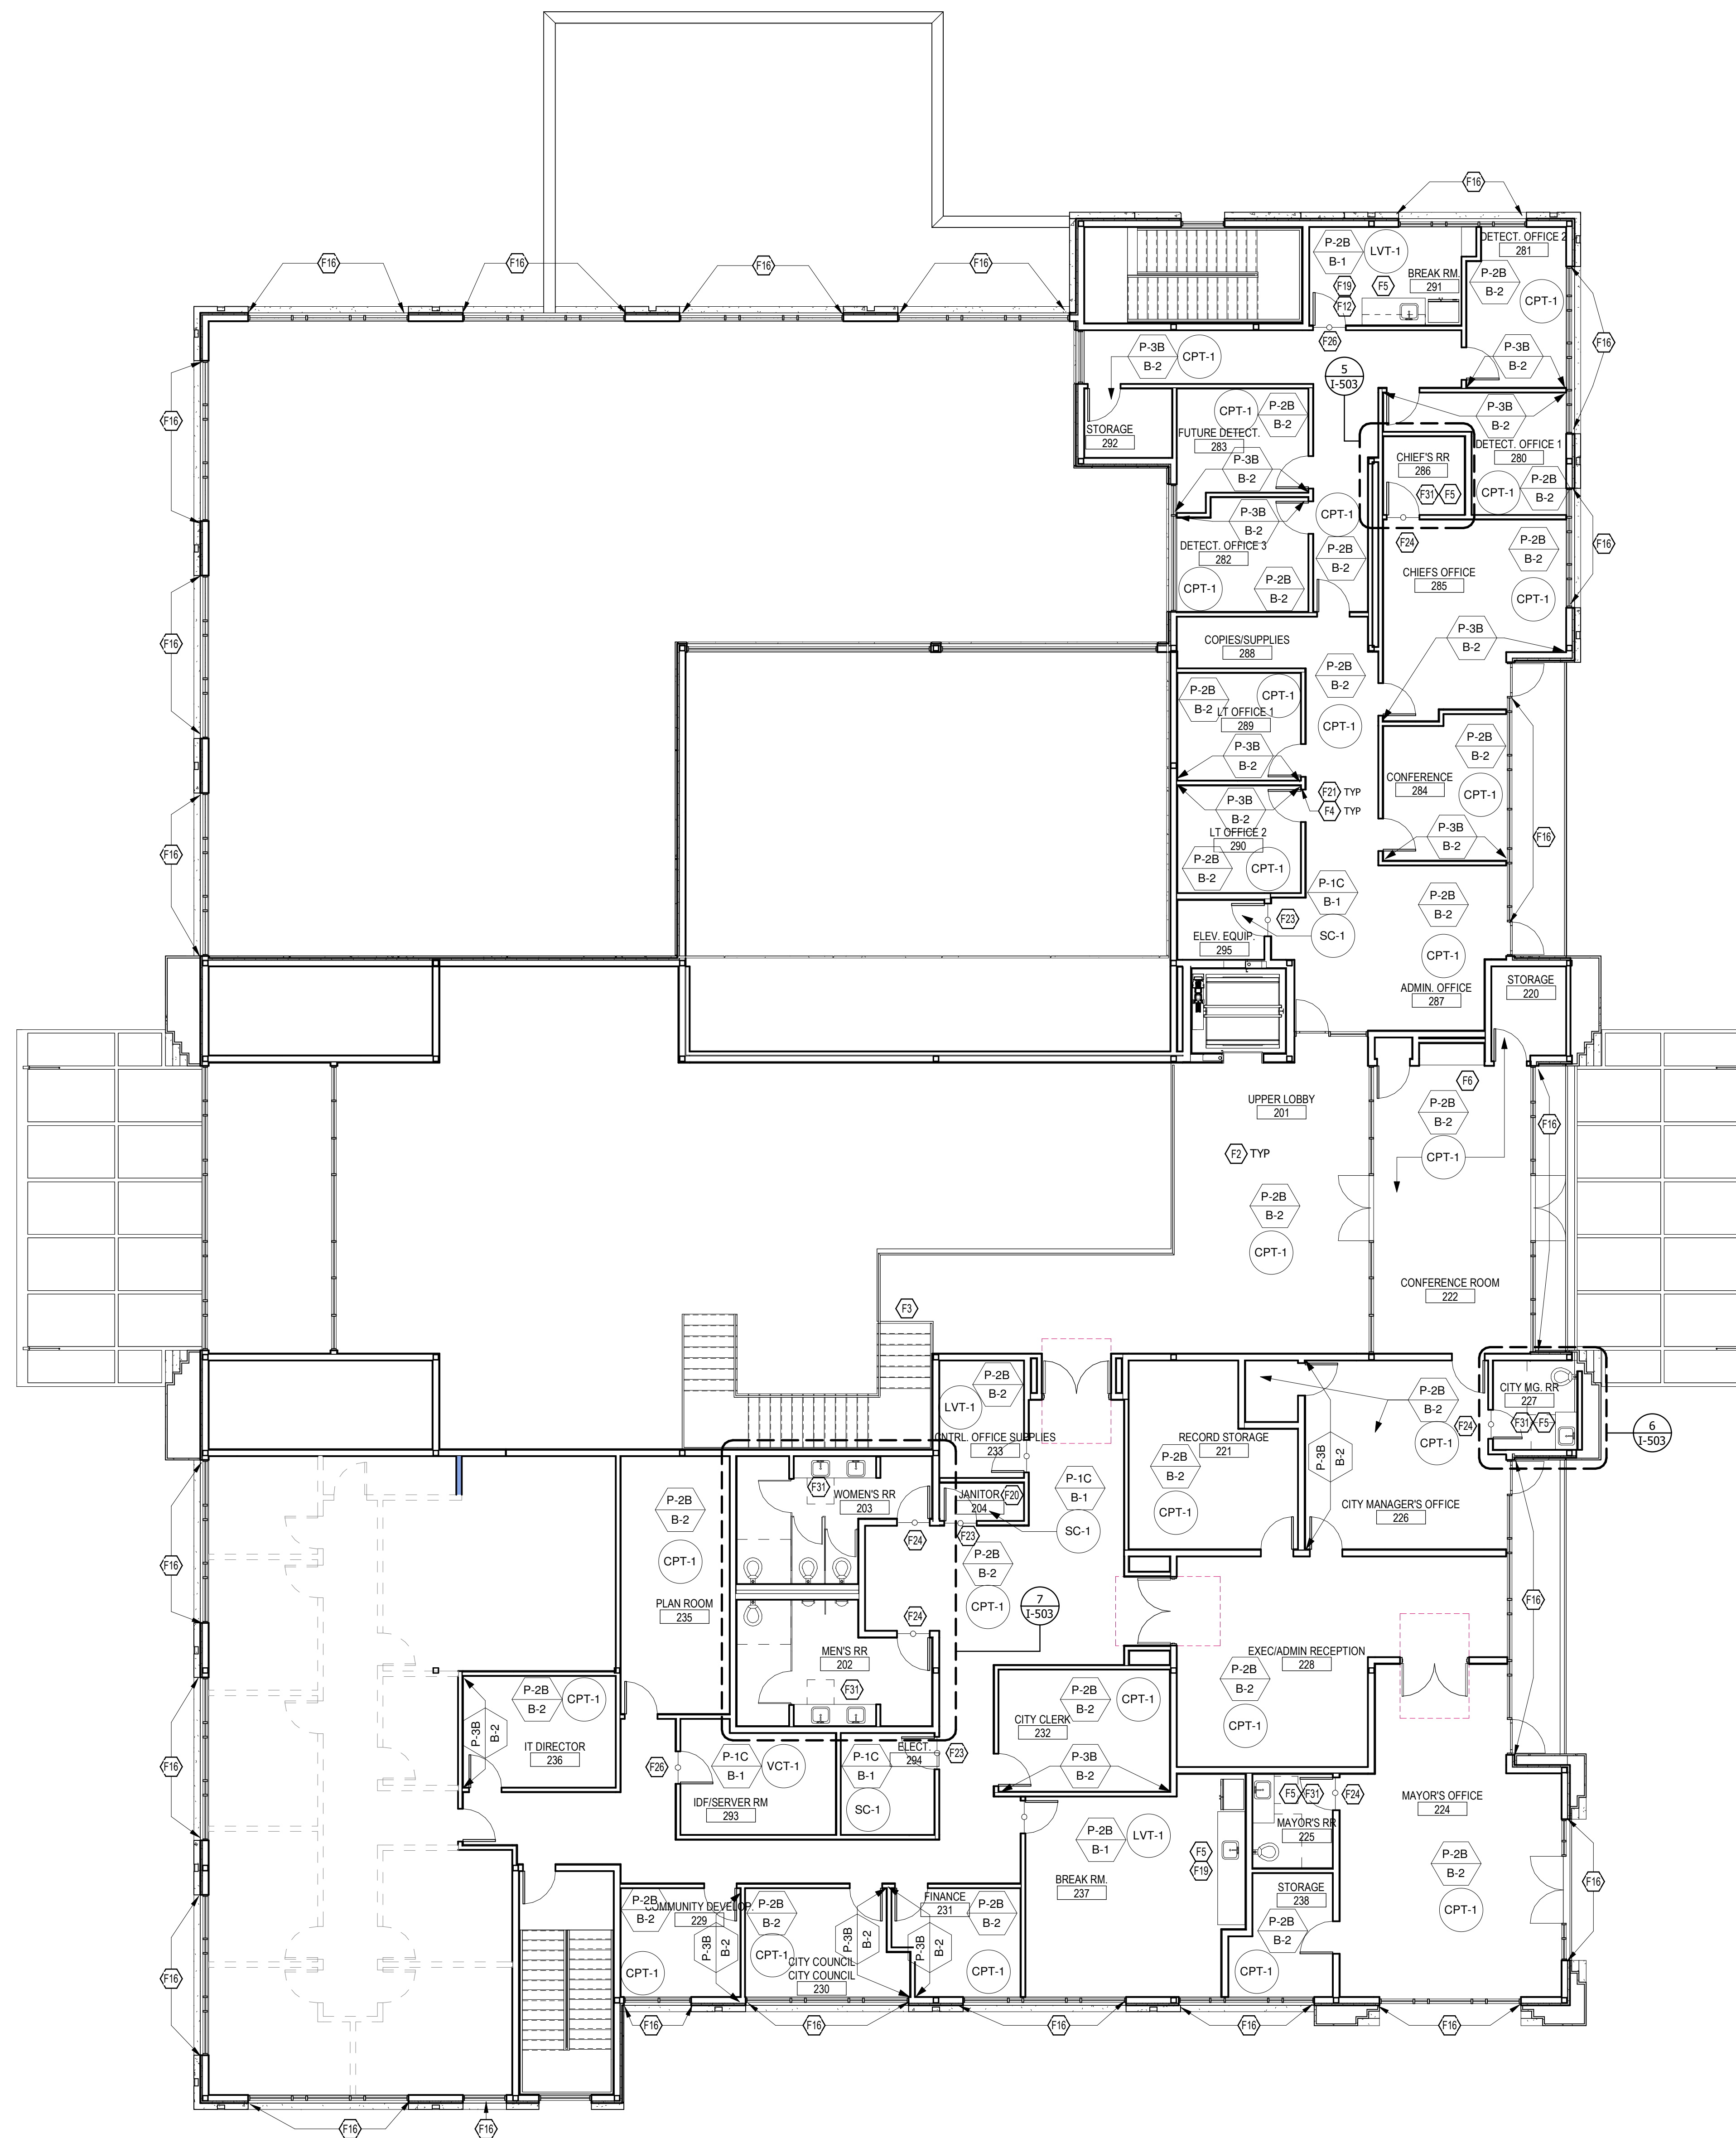 F16
F16
F16
F16
F16
P-2B
B-1
LVT-1
BREAK RM.
291
F19
F5
F12
F26
DETECT. OFFICE 2
281
P-2B
B-2
CPT-1
P-3B
B-2
F16
P-3B
B-2
CPT-1
5
I-503
STORAGE
292
CPT-1
P-2B
B-2
FUTURE DETECT.
283
P-3B
B-2
P-3B
B-2
DETECT. OFFICE 1
280
CPT-1
P-2B
B-2
CHIEF'S RR
286
F31
F5
F24
F16
F16
P-3B
B-2
DETECT. OFFICE 3
282
CPT-1
P-2B
B-2
CPT-1
P-2B
B-2
P-2B
B-2
CHIEFS OFFICE
285
CPT-1
P-3B
B-2
F16
COPIES/SUPPLIES
288
P-2B
B-2
CPT-1
P-2B
B-2
CPT-1
LT OFFICE 1
289
P-3B
B-2
P-2B
B-2
CONFERENCE
284
CPT-1
P-3B
B-2
F21 TYP
F4 TYP
P-3B
B-2
LT OFFICE 2
290
P-2B
B-2
CPT-1
F16
F16
P-1C
B-1
SC-1
F23
ELEV. EQUIP.
295
P-2B
B-2
CPT-1
ADMIN. OFFICE
287
STORAGE
220
F6
P-2B
B-2
CPT-1
F16
UPPER LOBBY
201
F2 TYP
P-2B
B-2
CPT-1
CONFERENCE ROOM
222
F3
P-2B
B-2
LVT-1
CNTRL. OFFICE SUPPLIES
233
RECORD STORAGE
221
P-2B
B-2
CPT-1
P-3B
B-2
P-2B
B-2
CPT-1
F24
CITY MG. RR
227
F31
F5
6
I-503
CITY MANAGER'S OFFICE
226
F31
WOMEN'S RR
203
JANITOR
204
F20
P-1C
B-1
SC-1
F23
F24
P-2B
B-2
CPT-1
P-2B
B-2
CPT-1
PLAN ROOM
235
F16
F24
MEN'S RR
202
F31
7
I-503
F16
EXEC/ADMIN RECEPTION
228
P-2B
B-2
CPT-1
P-2B
B-2
CPT-1
P-3B
B-2
IT DIRECTOR
236
CITY CLERK
232
P-2B
B-2
CPT-1
P-3B
B-2
F16
F26
P-1C
B-1
VCT-1
IDF/SERVER RM
293
P-1C
B-1
ELECT.
294
F23
SC-1
F5
F31
F24
MAYOR'S RR
225
MAYOR'S OFFICE
224
P-2B
B-2
CPT-1
P-2B
B-1
LVT-1
F5
F19
BREAK RM.
237
STORAGE
238
P-2B
B-2
CPT-1
F16
F16
P-2B
B-2
COMMUNITY DEVELOP.
229
CPT-1
P-3B
B-2
P-2B
B-2
CPT-1
CITY COUNCIL
CITY COUNCIL
230
P-3B
B-2
FINANCE
231
P-3B
B-2
P-2B
B-2
CPT-1
F16
F16
F16
F16
F16
F16
F16